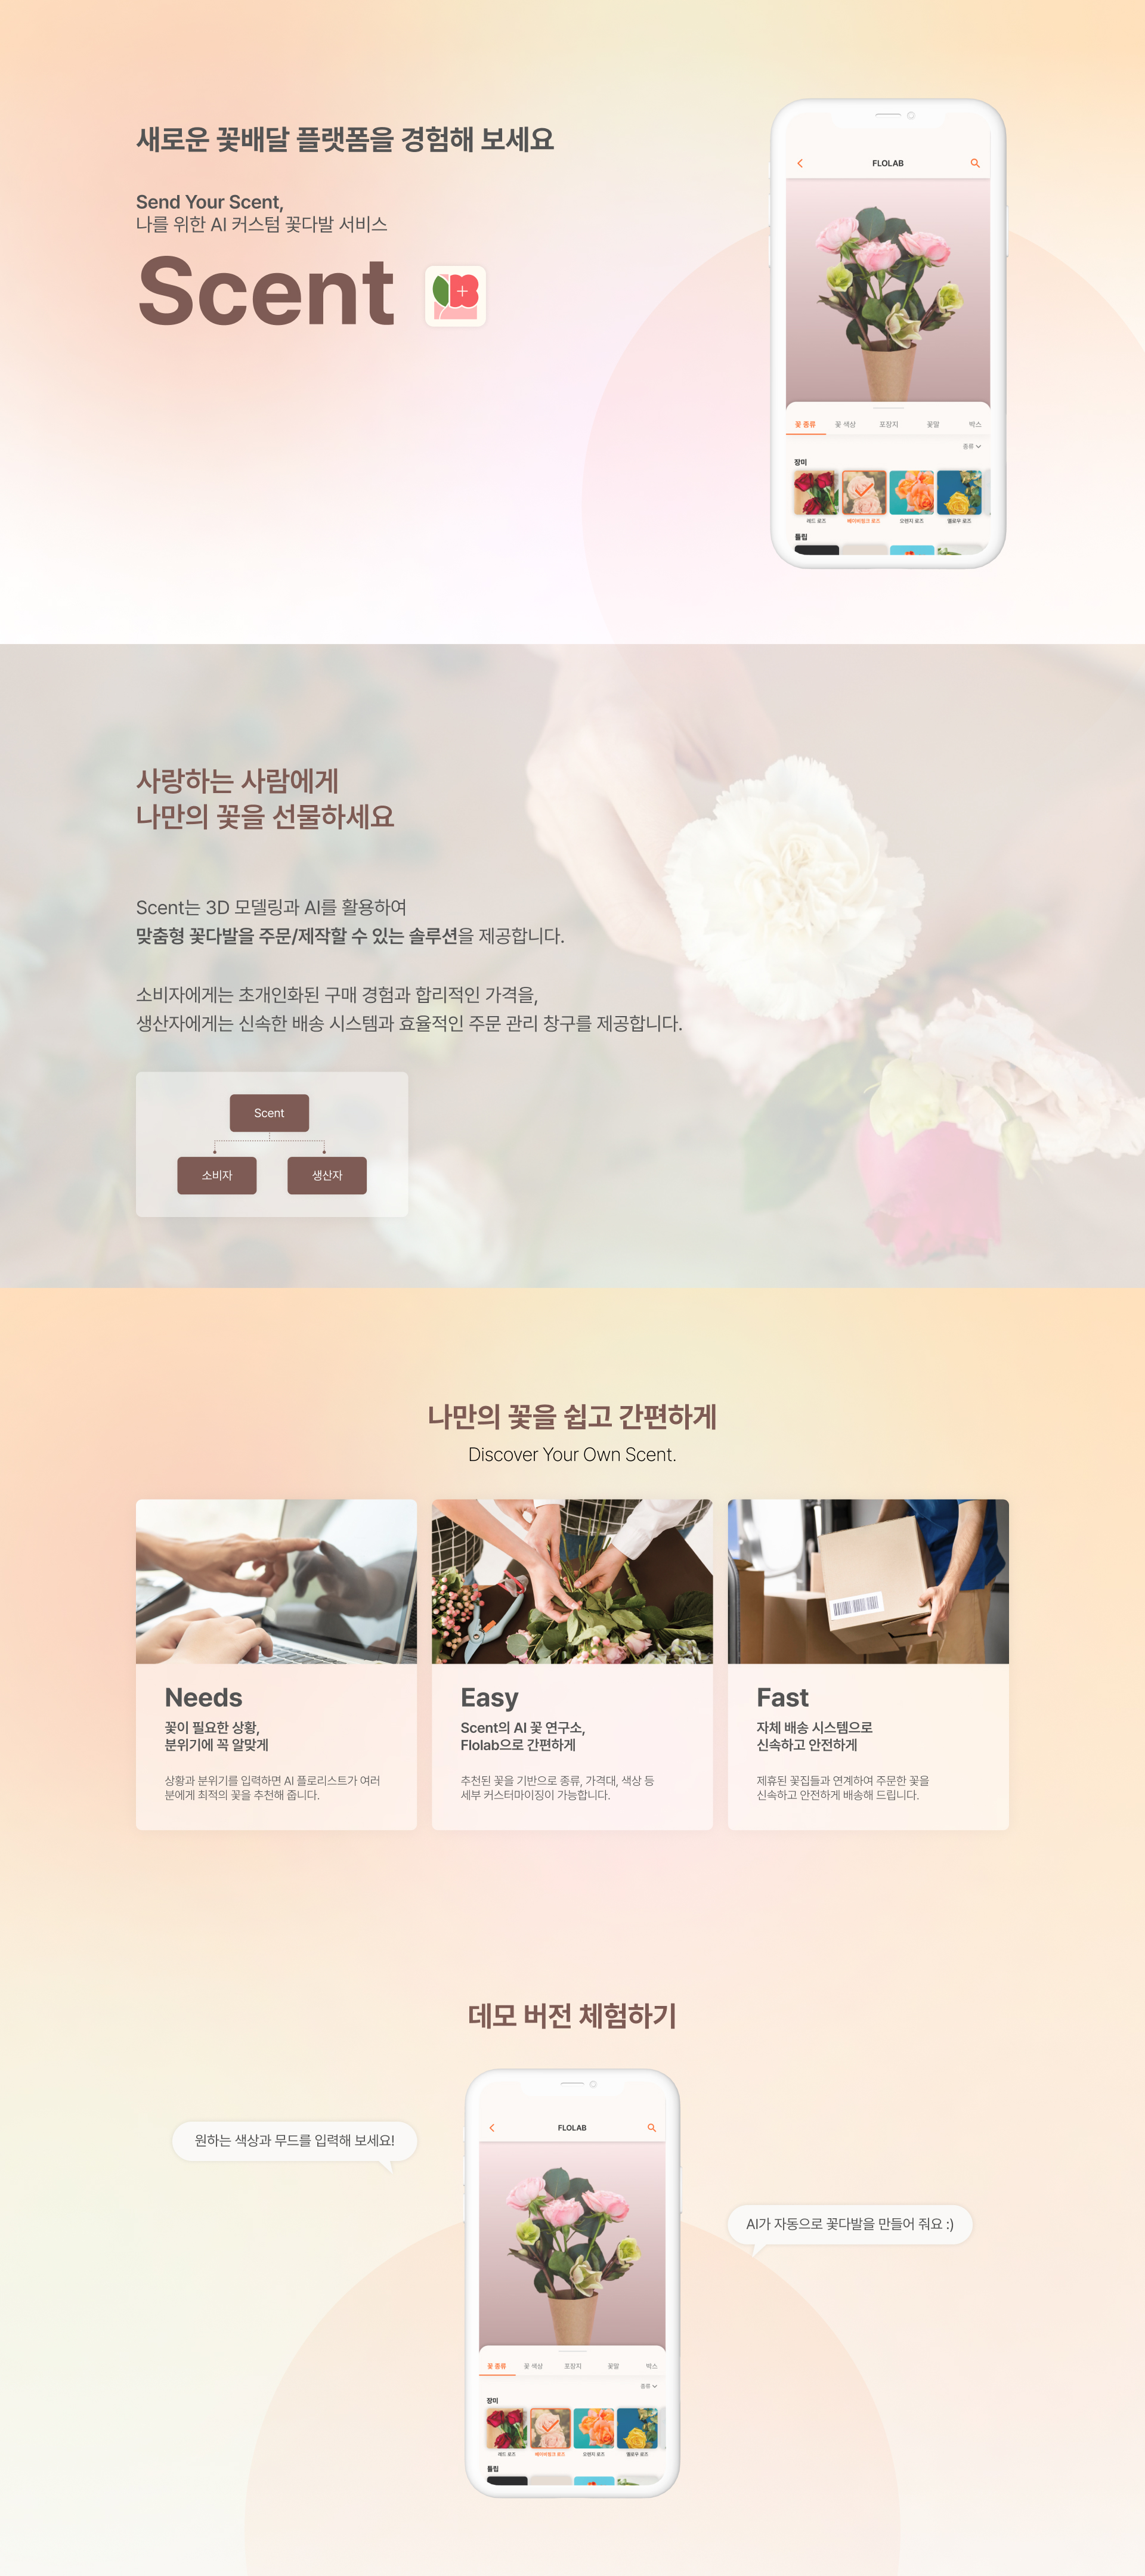 새로운 꽃배달 플랫폼을 경험해 보세요
Send Your Scent,
나를 위한 AI 커스텀 꽃다발 서비스
Scent
FLOLAB
꽃 종류
꽃 색상
포장지
꽃말
박스
종류
장미
레드 로즈
베이비핑크 로즈
오렌지 로즈
옐로우 로즈
튤립
사랑하는 사람에게
나만의 꽃을 선물하세요
Scent는 3D 모델링과 AI를 활용하여
맞춤형 꽃다발을 주문/제작할 수 있는 솔루션을 제공합니다.
소비자에게는 초개인화된 구매 경험과 합리적인 가격을,
생산자에게는 신속한 배송 시스템과 효율적인 주문 관리 창구를 제공합니다.
Scent
소비자
생산자
나만의 꽃을 쉽고 간편하게
Discover Your Own Scent.
Needs
꽃이 필요한 상황,
분위기에 꼭 알맞게
상황과 분위기를 입력하면 AI 플로리스트가 여러
분에게 최적의 꽃을 추천해 줍니다.
Easy
Scent의 AI 꽃 연구소,
Flolab으로 간편하게
추천된 꽃을 기반으로 종류, 가격대, 색상 등
세부 커스터마이징이 가능합니다.
Fast
자체 배송 시스템으로
신속하고 안전하게
제휴된 꽃집들과 연계하여 주문한 꽃을
신속하고 안전하게 배송해 드립니다.
데모 버전 체험하기
원하는 색상과 무드를 입력해 보세요!
AI가 자동으로 꽃다발을 만들어 줘요 :)
FLOLAB
꽃 종류
꽃 색상
포장지
꽃말
박스
종류
장미
레드 로즈
베이비핑크 로즈
오렌지 로즈
옐로우 로즈
튤립